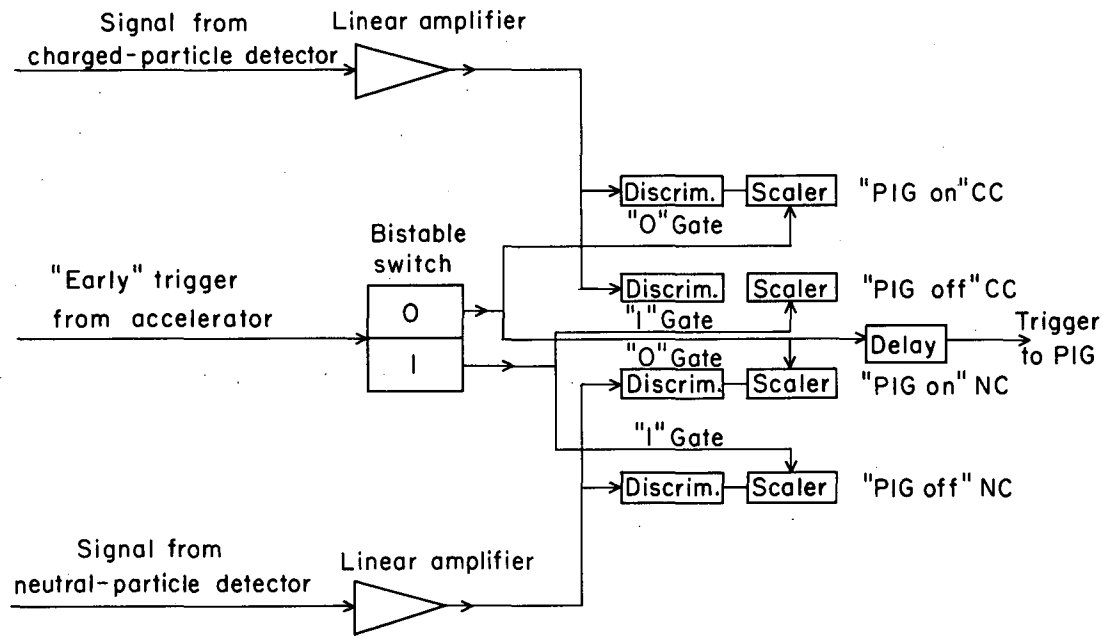 Signal from
charged-particle detector
Linear amplifier
Discrim.
Scaler
"PIG on" CC
"O" Gate
Bistable
switch
"Early" trigger
from accelerator
O
I
Discrim.
Scaler
"PIG off" CC
"I" Gate
Delay
Trigger
to PIG
"O" Gate
Discrim.
Scaler
"PIG on" NC
"I" Gate
Discrim.
Scaler
"PIG off" NC
Signal from
neutral-particle detector
Linear amplifier